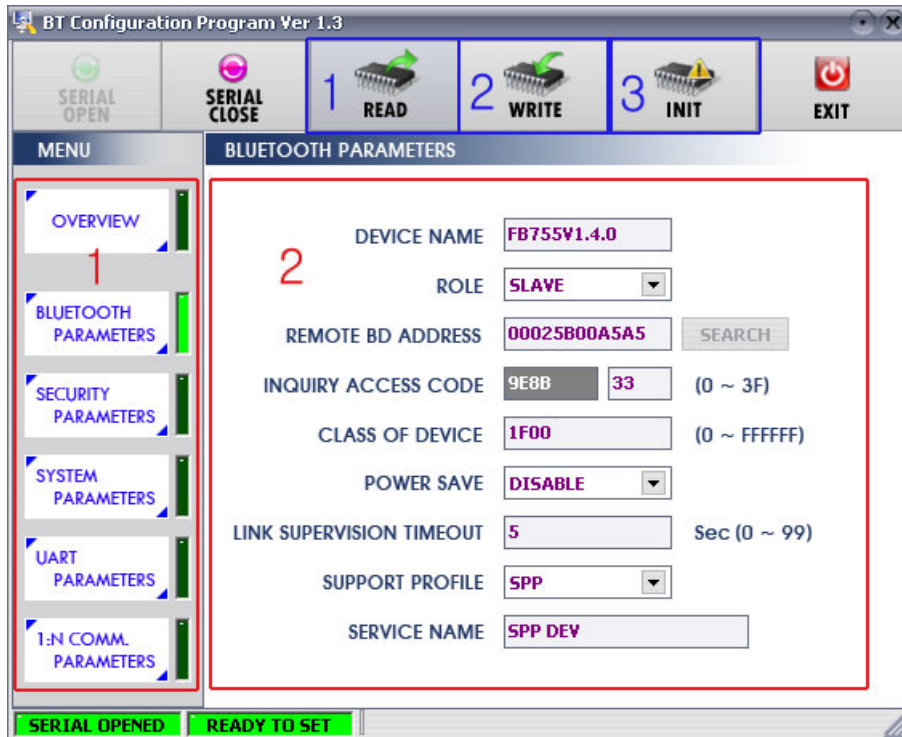 BT Configuration Program Ver 1.3
SERIAL OPEN
SERIAL CLOSE
1 READ
2 WRITE
3 INIT
EXIT
MENU
BLUETOOTH PARAMETERS
OVERVIEW
1
BLUETOOTH
PARAMETERS
SECURITY
PARAMETERS
SYSTEM
PARAMETERS
UART
PARAMETERS
1:N COMM.
PARAMETERS
2
DEVICE NAME FB755V1.4.0
ROLE SLAVE
REMOTE BD ADDRESS 00025B00A5A5 SEARCH
INQUIRY ACCESS CODE 9E8B 33 (0 ~ 3F)
CLASS OF DEVICE 1F00 (0 ~ FFFFFF)
POWER SAVE DISABLE
LINK SUPERVISION TIMEOUT 5 Sec (0 ~ 99)
SUPPORT PROFILE SPP
SERVICE NAME SPP DEV
SERIAL OPENED READY TO SET